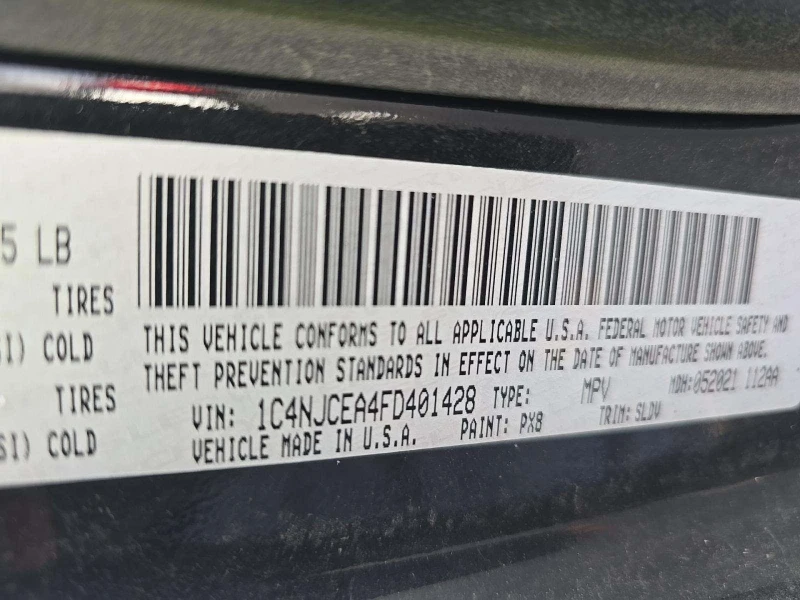 5 LB
TIRES
SI) COLD
TIRES
SI) COLD
THIS VEHICLE CONFORMS TO ALL APPLICABLE U.S.A. FEDERAL MOTOR VEHICLE SAFETY AND
THEFT PREVENTION STANDARDS IN EFFECT ON THE DATE OF MANUFACTURE SHOWN ABOVE.
VIN: 1C4NJCEA4FD401428 TYPE: MPV MDH:052021 112AA
VEHICLE MADE IN U.S.A. PAINT: PX8 TRIM: SLDV